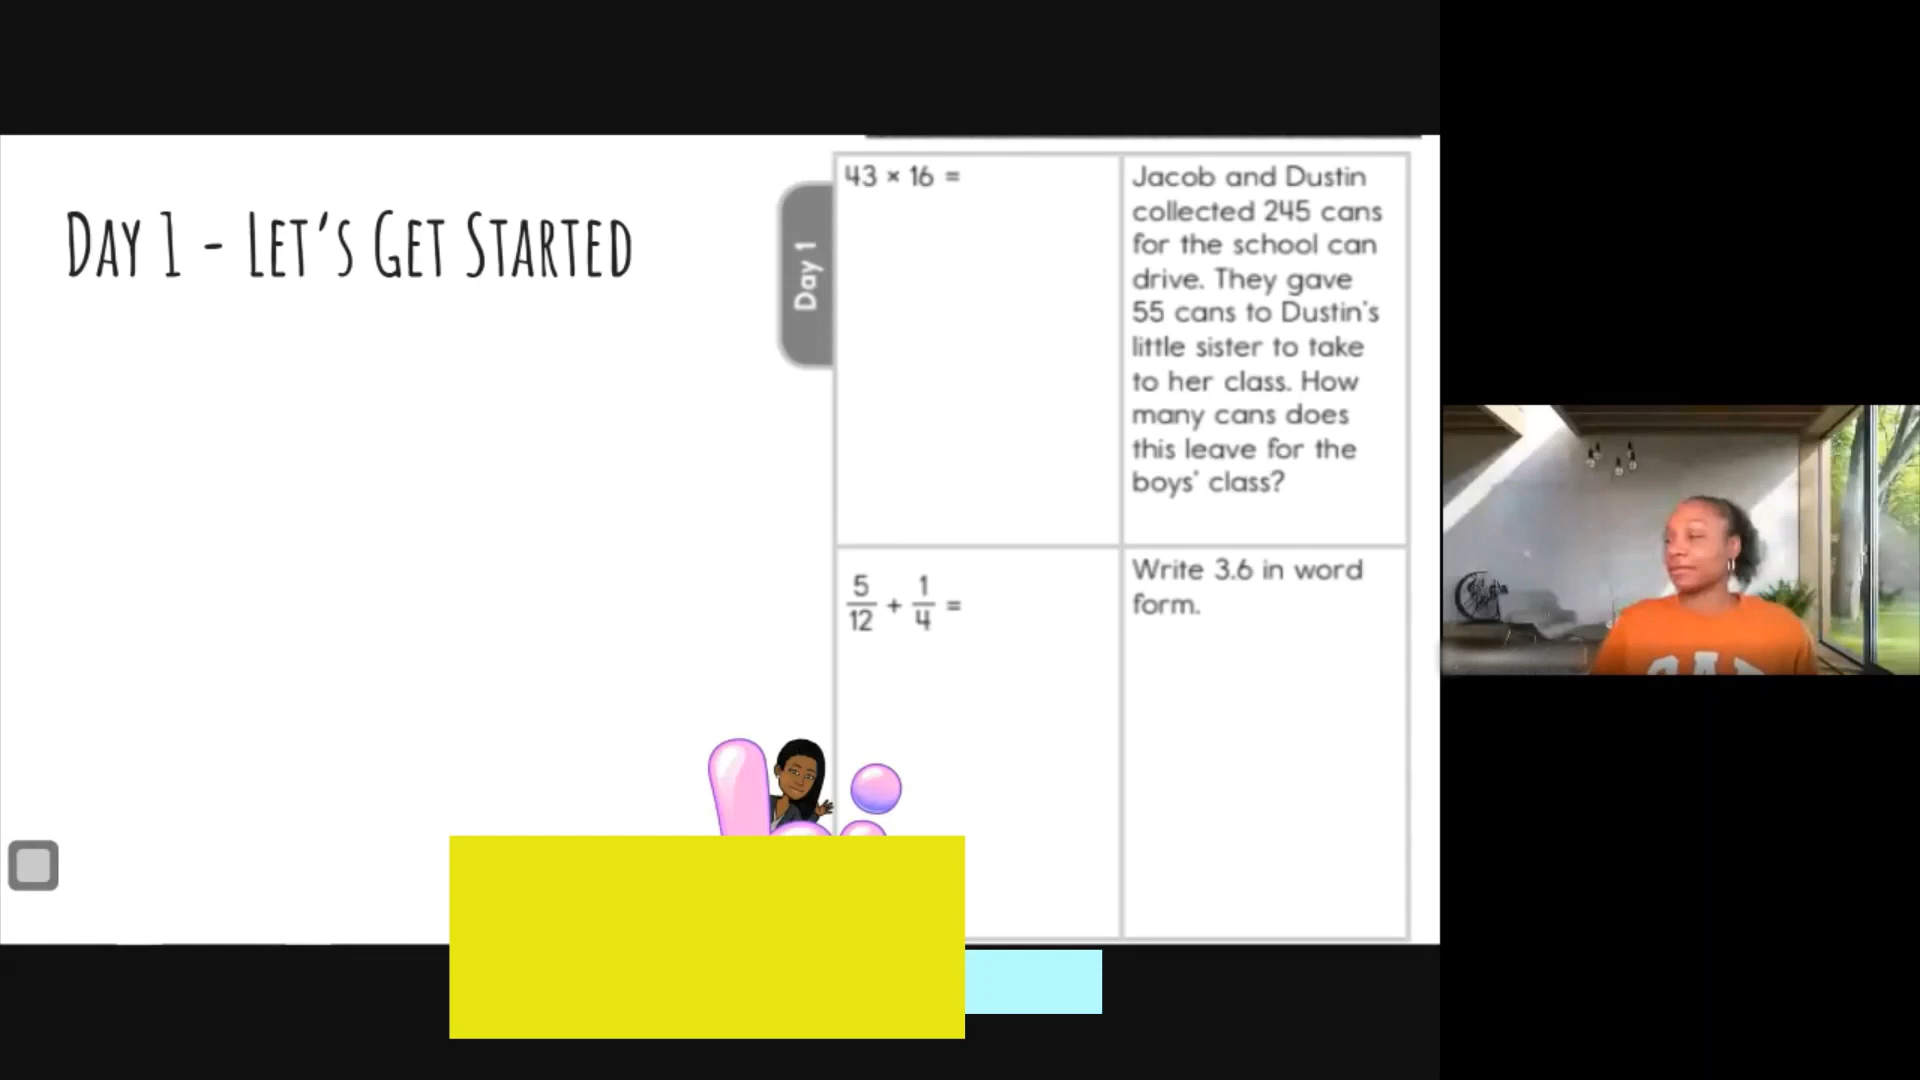 Day 1 - Let's Get Started
Day 1
43 × 16 =
Jacob and Dustin
collected 245 cans
for the school can
drive. They gave
55 cans to Dustin's
little sister to take
to her class. How
many cans does
this leave for the
boys' class?
5/12 + 1/4 =
Write 3.6 in word
form.